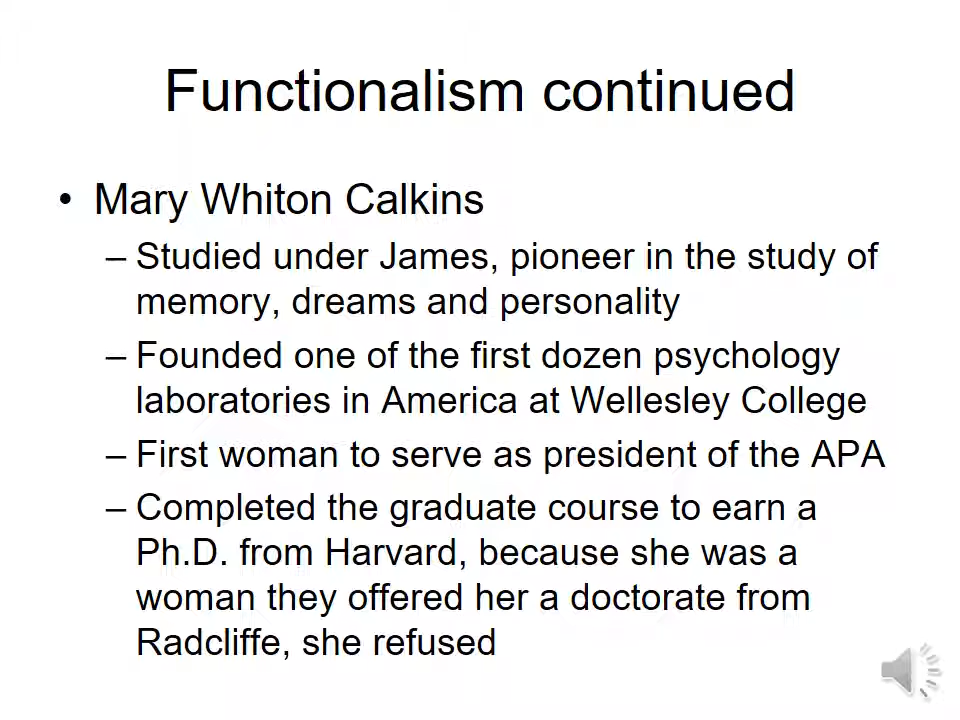 Functionalism continued
• Mary Whiton Calkins
– Studied under James, pioneer in the study of
memory, dreams and personality
– Founded one of the first dozen psychology
laboratories in America at Wellesley College
– First woman to serve as president of the APA
– Completed the graduate course to earn a
Ph.D. from Harvard, because she was a
woman they offered her a doctorate from
Radcliffe, she refused